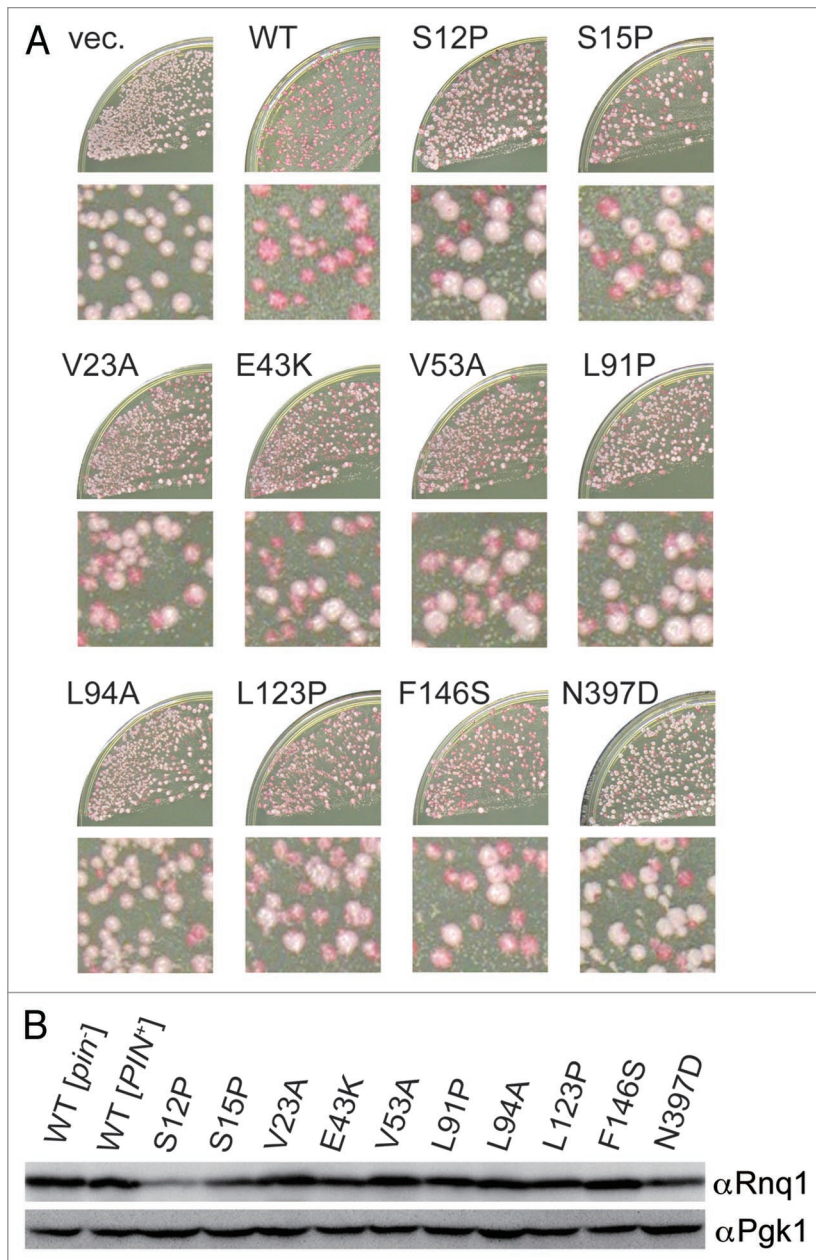 A
vec. WT S12P S15P
V23A E43K V53A L91P
L94A L123P F146S N397D
B
WT [pin-] WT [PIN+] S12P S15P V23A E43K V53A L91P L94A L123P F146S N397D
αRnq1
αPgk1